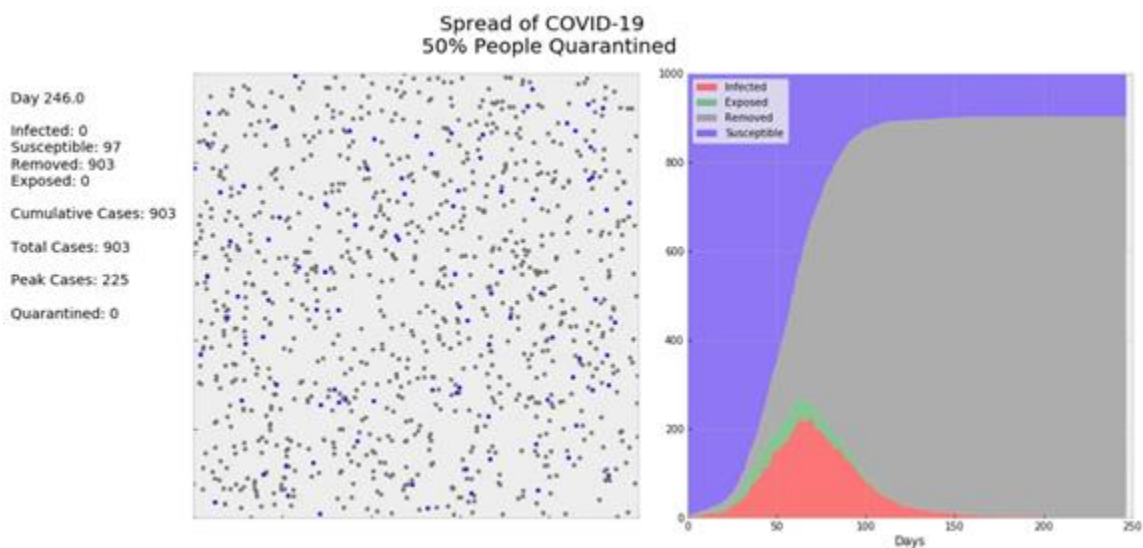 Spread of COVID-19
50% People Quarantined
Day 246.0
Infected: 0
Susceptible: 97
Removed: 903
Exposed: 0
Cumulative Cases: 903
Total Cases: 903
Peak Cases: 225
Quarantined: 0
1000
800
600
400
200
0
Infected
Exposed
Removed
Susceptible
0 50 100 150 200 250
Days